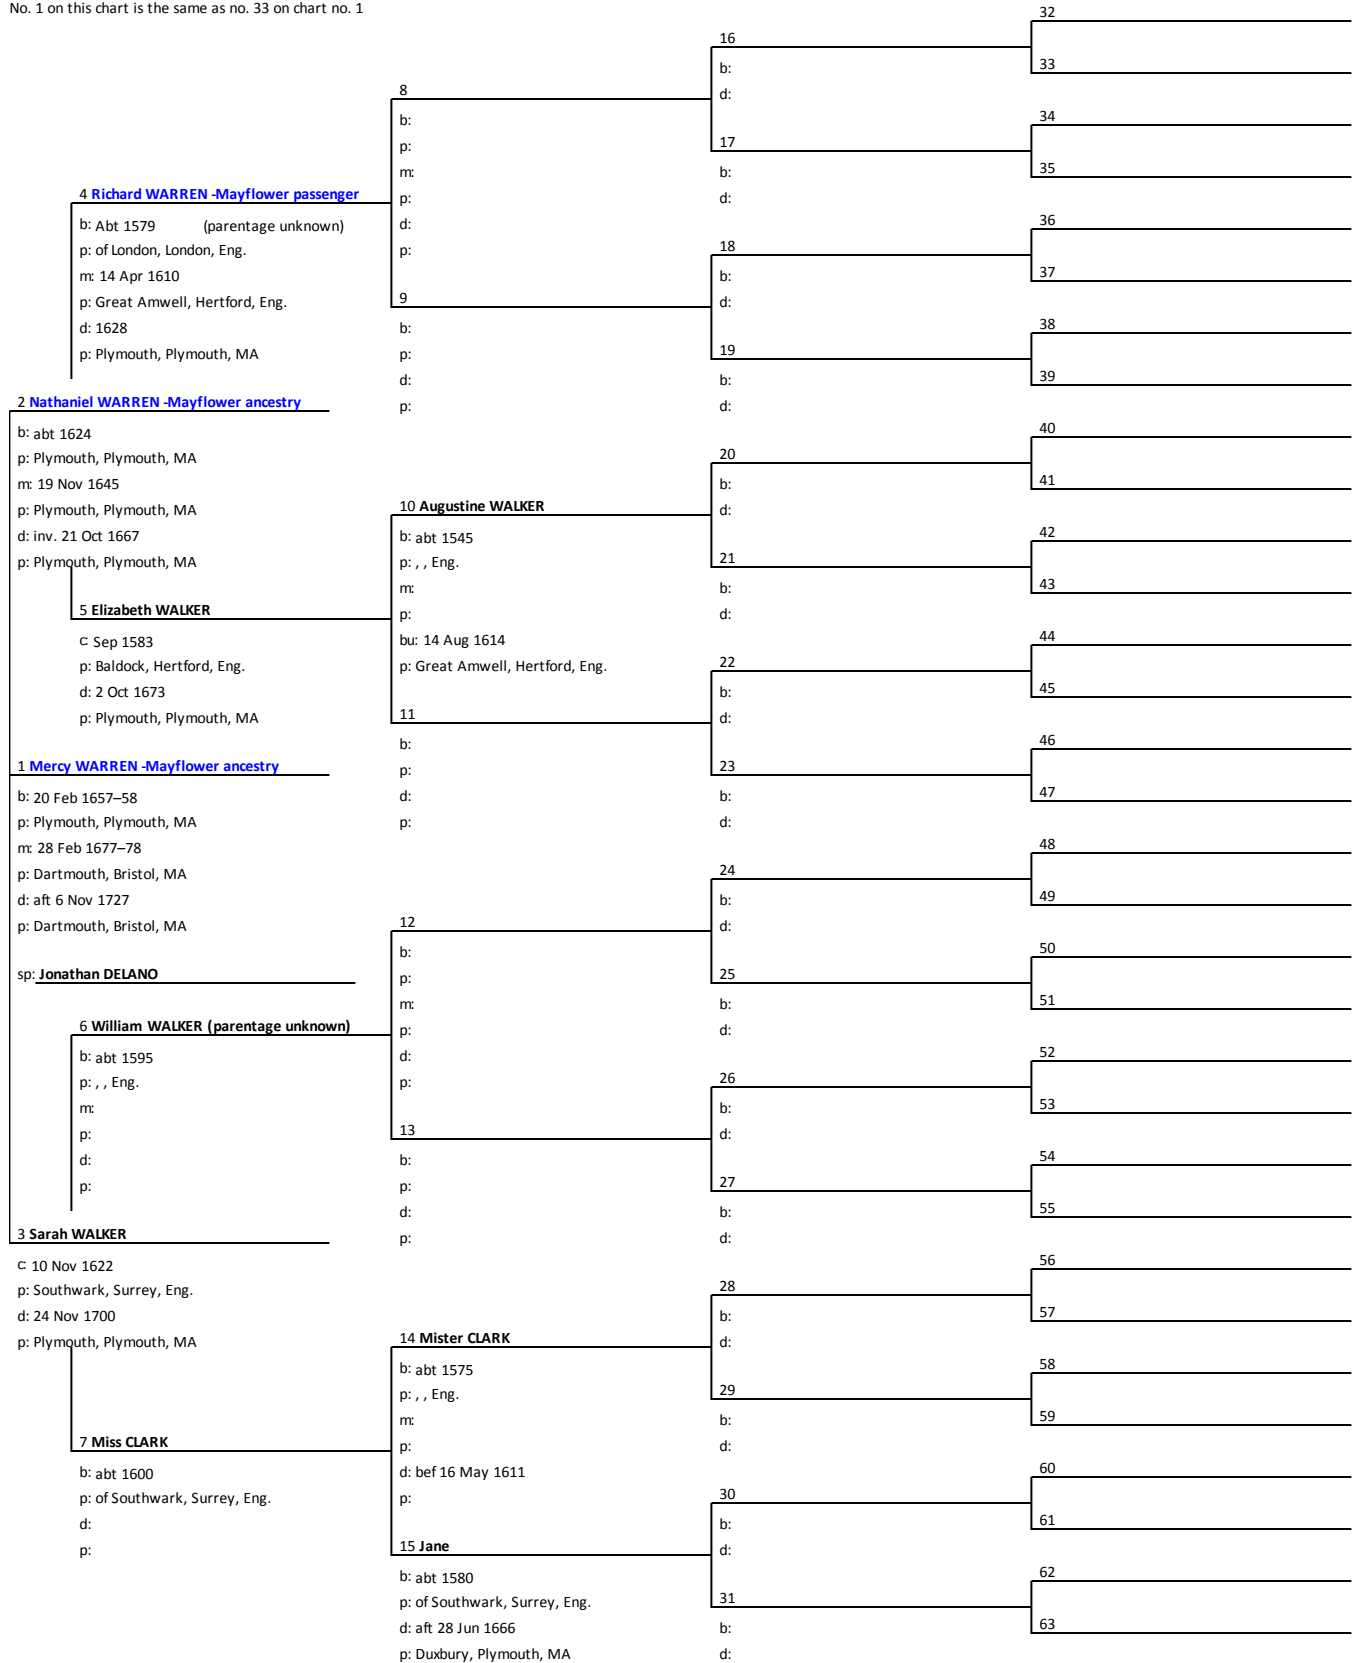 No. 1 on this chart is the same as no. 33 on chart no. 1
4 Richard WARREN -Mayflower passenger
b: Abt 1579 (parentage unknown)
p: of London, London, Eng.
m: 14 Apr 1610
p: Great Amwell, Hertford, Eng.
d: 1628
p: Plymouth, Plymouth, MA
2 Nathaniel WARREN -Mayflower ancestry
b: abt 1624
p: Plymouth, Plymouth, MA
m: 19 Nov 1645
p: Plymouth, Plymouth, MA
d: inv. 21 Oct 1667
p: Plymouth, Plymouth, MA
5 Elizabeth WALKER
c: Sep 1583
p: Baldock, Hertford, Eng.
d: 2 Oct 1673
p: Plymouth, Plymouth, MA
1 Mercy WARREN -Mayflower ancestry
b: 20 Feb 1657–58
p: Plymouth, Plymouth, MA
m: 28 Feb 1677–78
p: Dartmouth, Bristol, MA
d: aft 6 Nov 1727
p: Dartmouth, Bristol, MA
sp: Jonathan DELANO
6 William WALKER (parentage unknown)
b: abt 1595
p: , , Eng.
m:
p:
d:
p:
3 Sarah WALKER
c: 10 Nov 1622
p: Southwark, Surrey, Eng.
d: 24 Nov 1700
p: Plymouth, Plymouth, MA
7 Miss CLARK
b: abt 1600
p: of Southwark, Surrey, Eng.
d:
p:
8
b:
p:
m:
p:
d:
p:
9
b:
p:
d:
p:
10 Augustine WALKER
b: abt 1545
p: , , Eng.
m:
p:
bu: 14 Aug 1614
p: Great Amwell, Hertford, Eng.
11
b:
p:
d:
p:
12
b:
p:
m:
p:
d:
p:
13
b:
p:
d:
p:
14 Mister CLARK
b: abt 1575
p: , , Eng.
m:
p:
d: bef 16 May 1611
p:
15 Jane
b: abt 1580
p: of Southwark, Surrey, Eng.
d: aft 28 Jun 1666
p: Duxbury, Plymouth, MA
16
b:
d:
17
b:
d:
18
b:
d:
19
b:
d:
20
b:
d:
21
b:
d:
22
b:
d:
23
b:
d:
24
b:
d:
25
b:
d:
26
b:
d:
27
b:
d:
28
b:
d:
29
b:
d:
30
b:
d:
31
b:
d:
32
33
34
35
36
37
38
39
40
41
42
43
44
45
46
47
48
49
50
51
52
53
54
55
56
57
58
59
60
61
62
63